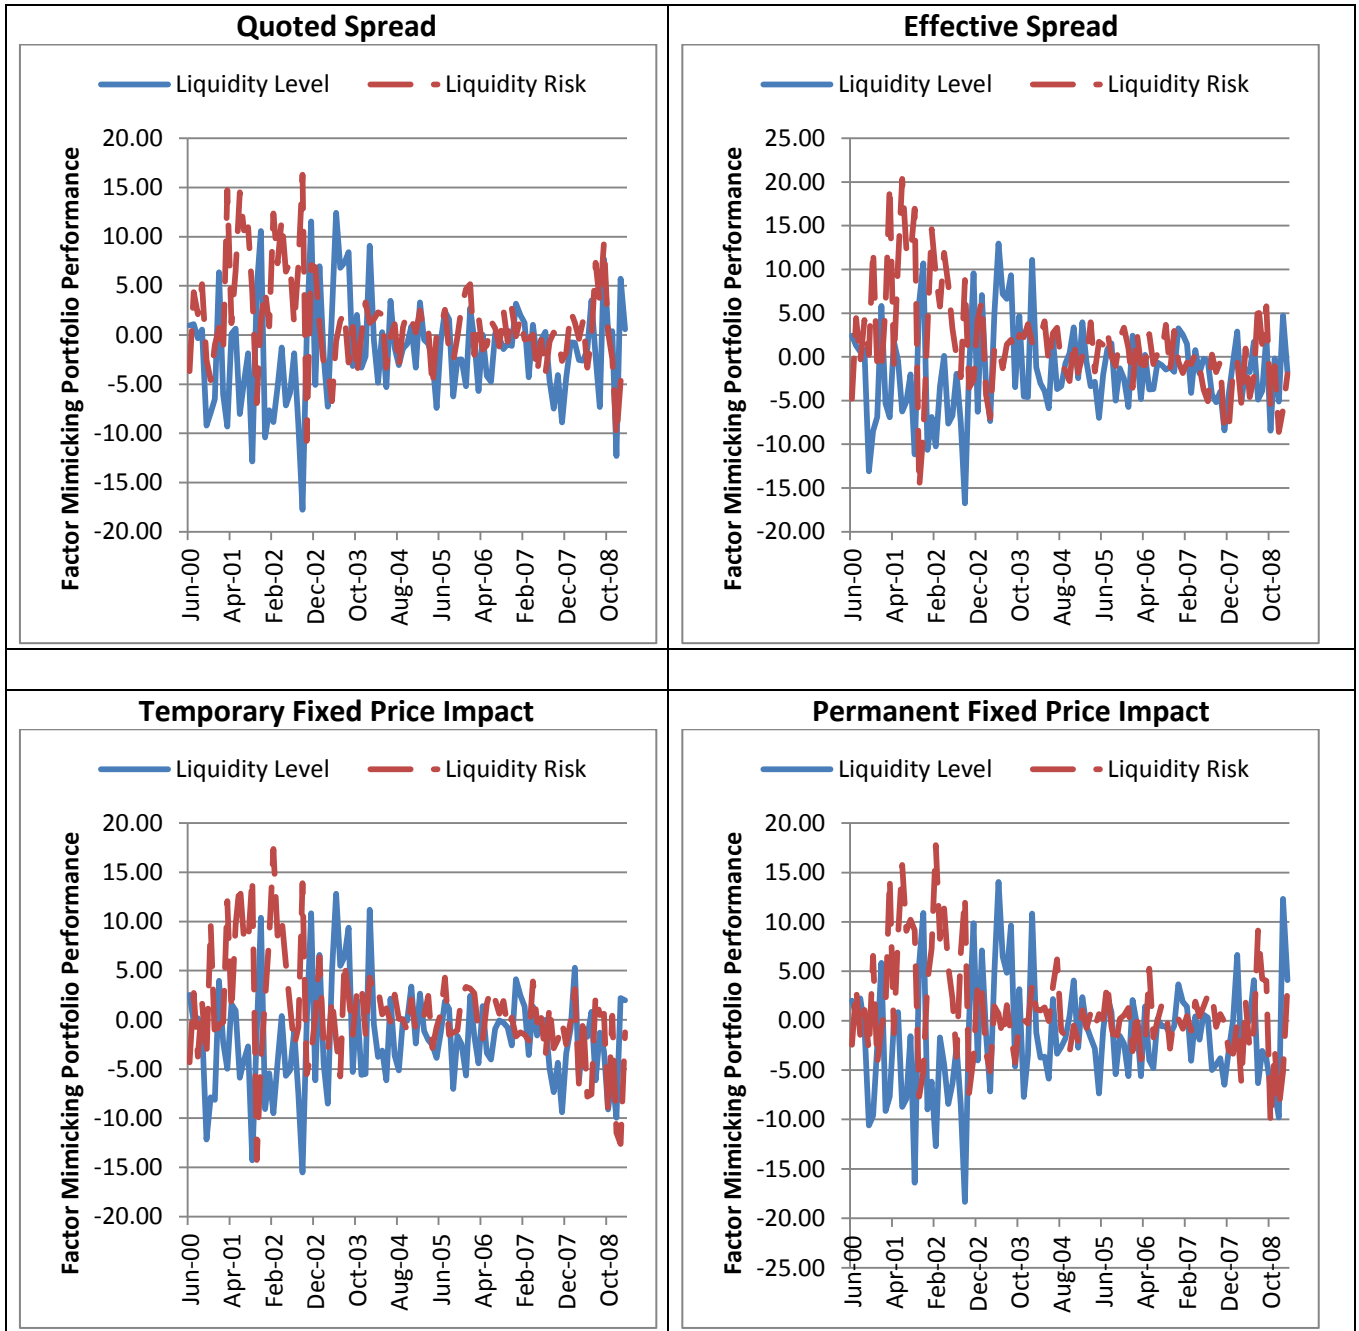 Quoted Spread
Liquidity Level
Liquidity Risk
Factor Mimicking Portfolio Performance
20.00
15.00
10.00
5.00
0.00
-5.00
-10.00
-15.00
-20.00
Jun-00
Apr-01
Feb-02
Dec-02
Oct-03
Aug-04
Jun-05
Apr-06
Feb-07
Dec-07
Oct-08
Effective Spread
Liquidity Level
Liquidity Risk
Factor Mimicking Portfolio Performance
25.00
20.00
15.00
10.00
5.00
0.00
-5.00
-10.00
-15.00
-20.00
Jun-00
Apr-01
Feb-02
Dec-02
Oct-03
Aug-04
Jun-05
Apr-06
Feb-07
Dec-07
Oct-08
Temporary Fixed Price Impact
Liquidity Level
Liquidity Risk
Factor Mimicking Portfolio Performance
20.00
15.00
10.00
5.00
0.00
-5.00
-10.00
-15.00
-20.00
Jun-00
Apr-01
Feb-02
Dec-02
Oct-03
Aug-04
Jun-05
Apr-06
Feb-07
Dec-07
Oct-08
Permanent Fixed Price Impact
Liquidity Level
Liquidity Risk
Factor Mimicking Portfolio Performance
20.00
15.00
10.00
5.00
0.00
-5.00
-10.00
-15.00
-20.00
-25.00
Jun-00
Apr-01
Feb-02
Dec-02
Oct-03
Aug-04
Jun-05
Apr-06
Feb-07
Dec-07
Oct-08